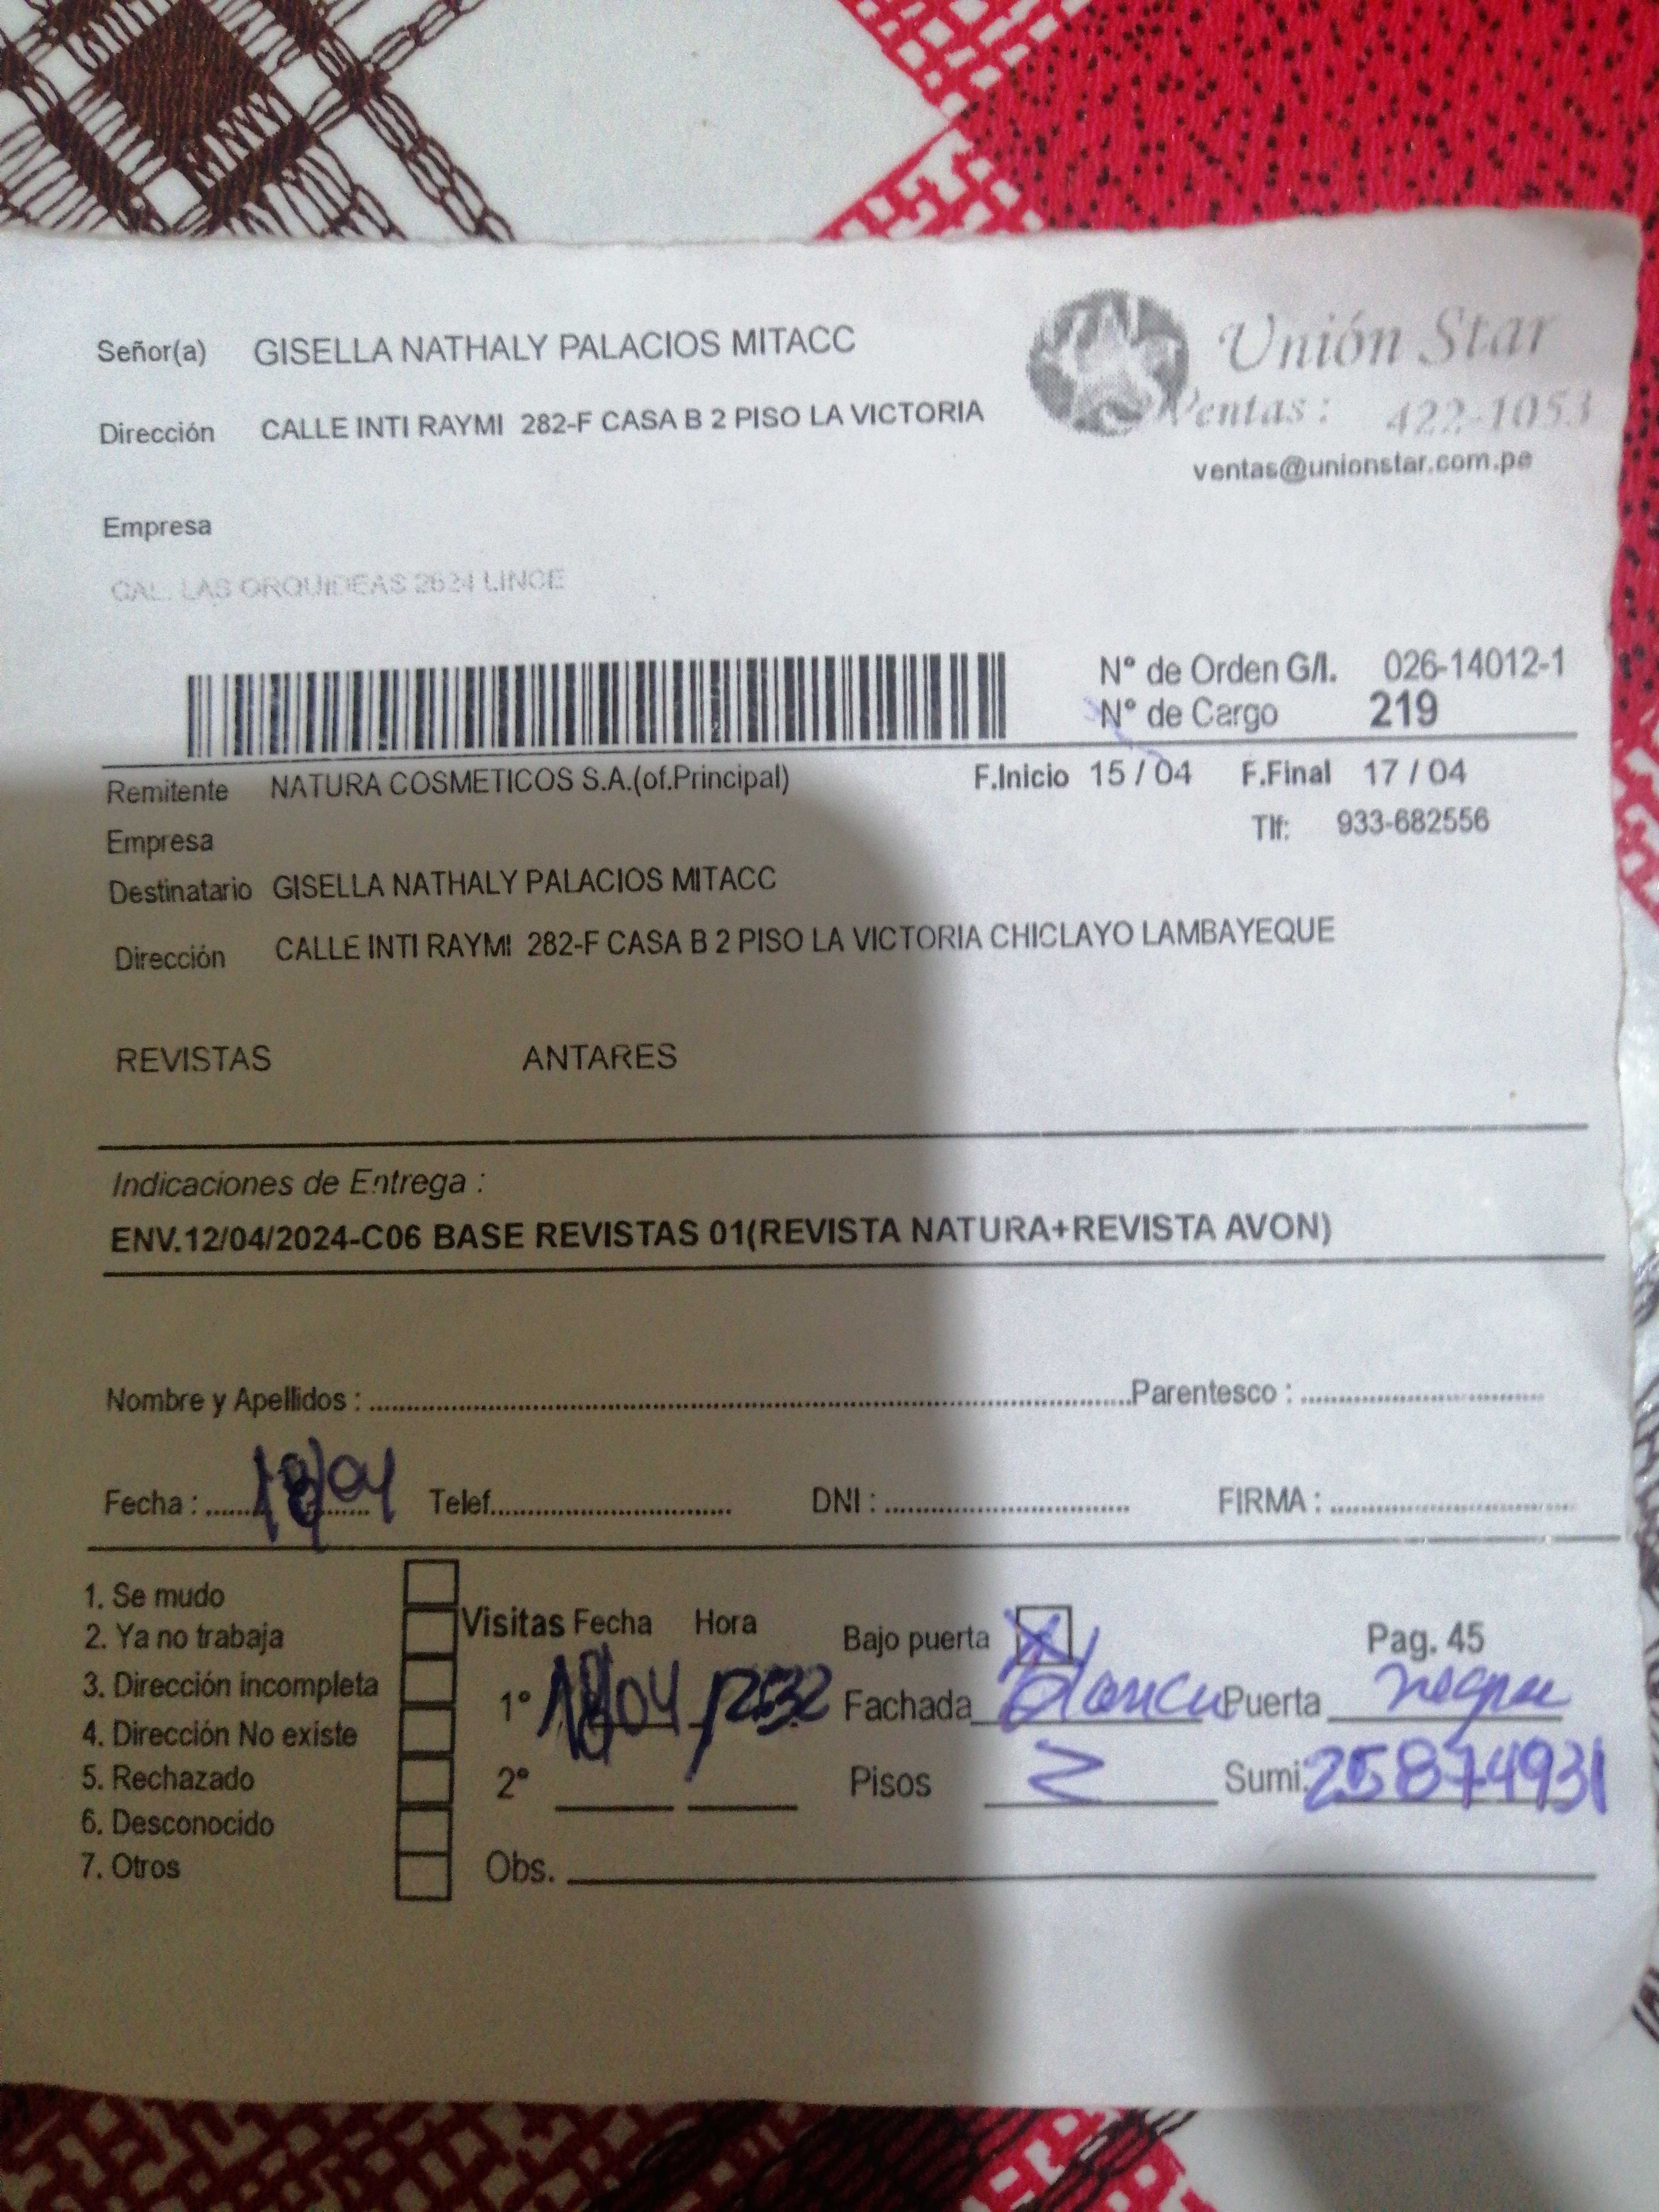 Señor(a) GISELLA NATHALY PALACIOS MITACC
Unión Star
Dirección CALLE INTI RAYMI 282-F CASA B 2 PISO LA VICTORIA
Ventas: 422-1053
ventas@unionstar.com.pe
Empresa
CAL. LAS ORQUIDEAS 2624 LINCE
N° de Orden G/I. 026-14012-1
N° de Cargo 219
Remitente NATURA COSMETICOS S.A.(of.Principal) F.Inicio 15 / 04 F.Final 17 / 04
Empresa Tlf: 933-682556
Destinatario GISELLA NATHALY PALACIOS MITACC
Dirección CALLE INTI RAYMI 282-F CASA B 2 PISO LA VICTORIA CHICLAYO LAMBAYEQUE
REVISTAS ANTARES
Indicaciones de Entrega :
ENV.12/04/2024-C06 BASE REVISTAS 01(REVISTA NATURA+REVISTA AVON)
Nombre y Apellidos : Parentesco :
Fecha : 18/04 Telef. DNI : FIRMA :
1. Se mudo
2. Ya no trabaja
3. Dirección incompleta
4. Dirección No existe
5. Rechazado
6. Desconocido
7. Otros
Visitas Fecha Hora Bajo puerta X Pag. 45
1° 18/04 Fachada blanca Puerta negra
2° Pisos 2 Sumi. 25874931
Obs.